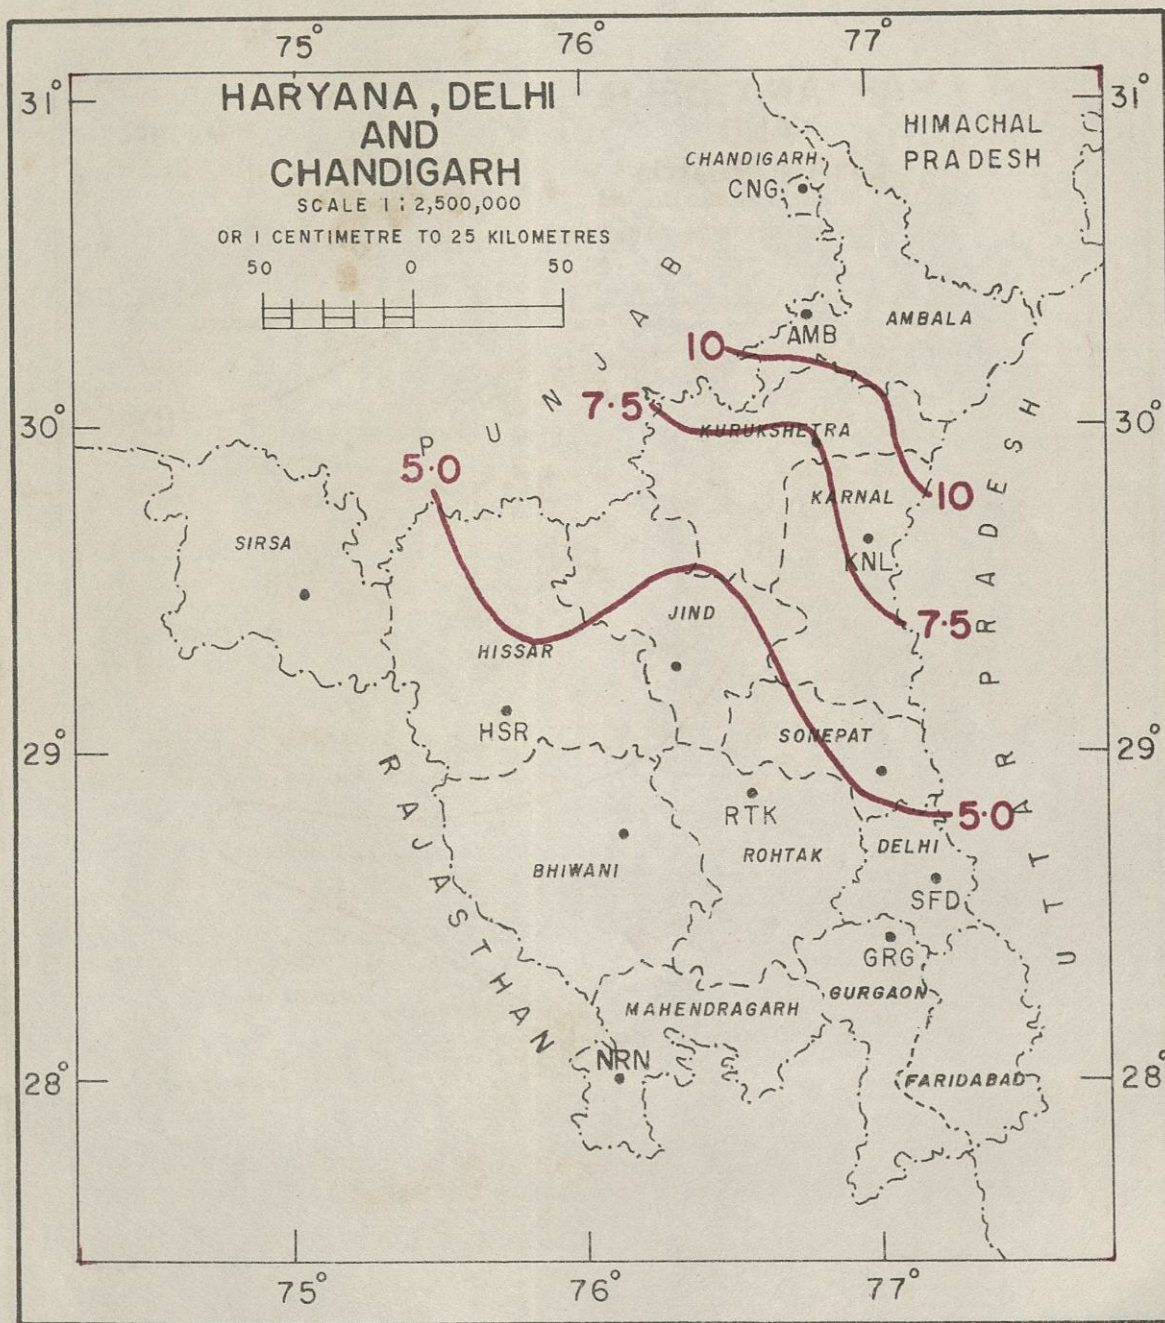 75° 76° 77°
31° 31°
HARYANA, DELHI
AND
CHANDIGARH
SCALE 1 : 2,500,000
OR 1 CENTIMETRE TO 25 KILOMETRES
50 0 50
HIMACHAL
PRADESH
CHANDIGARH
CNG
PUNJAB
AMB
AMBALA
10
7.5
30° 30°
KURUKSHETRA
5.0
KARNAL
10
SIRSA
KNL
JIND
7.5
HISSAR
UTTAR PRADESH
HSR
SONEPAT
29° 29°
RAJASTHAN
RTK
5.0
ROHTAK
DELHI
BHIWANI
SFD
GRG
GURGAON
MAHENDRAGARH
NRN
FARIDABAD
28° 28°
75° 76° 77°